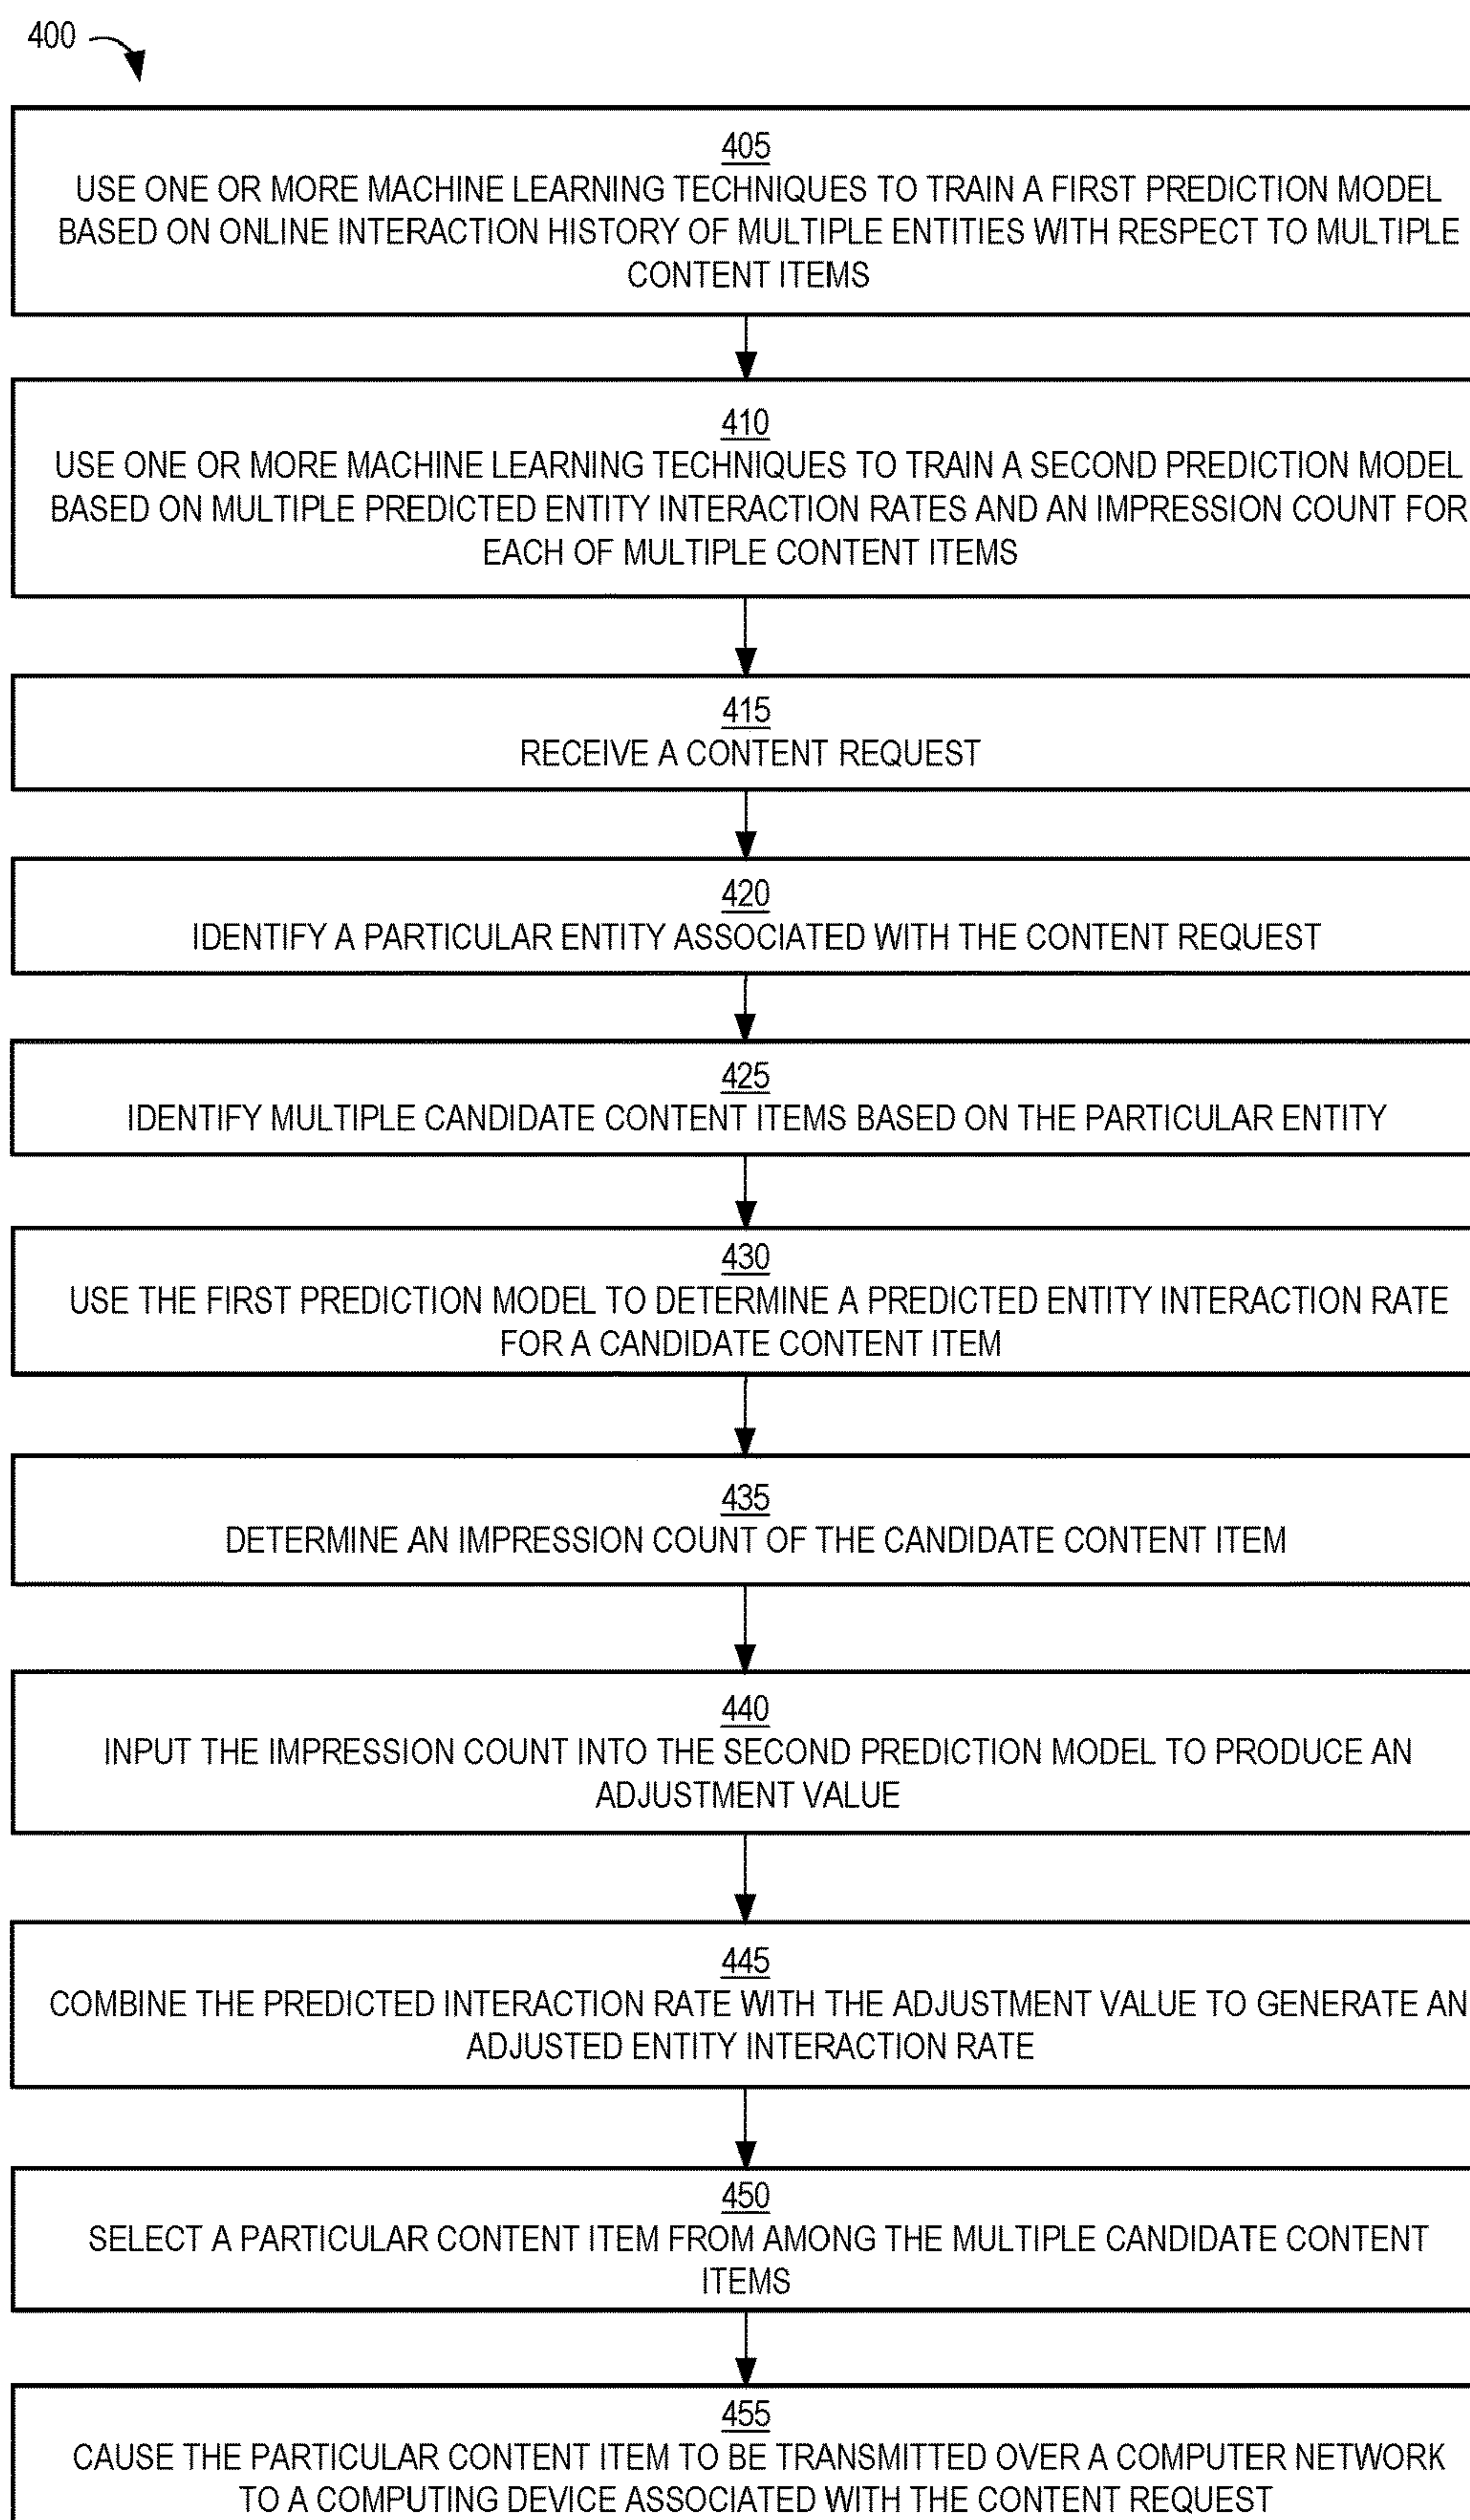 400
405
USE ONE OR MORE MACHINE LEARNING TECHNIQUES TO TRAIN A FIRST PREDICTION MODEL
BASED ON ONLINE INTERACTION HISTORY OF MULTIPLE ENTITIES WITH RESPECT TO MULTIPLE
CONTENT ITEMS
410
USE ONE OR MORE MACHINE LEARNING TECHNIQUES TO TRAIN A SECOND PREDICTION MODEL
BASED ON MULTIPLE PREDICTED ENTITY INTERACTION RATES AND AN IMPRESSION COUNT FOR
EACH OF MULTIPLE CONTENT ITEMS
415
RECEIVE A CONTENT REQUEST
420
IDENTIFY A PARTICULAR ENTITY ASSOCIATED WITH THE CONTENT REQUEST
425
IDENTIFY MULTIPLE CANDIDATE CONTENT ITEMS BASED ON THE PARTICULAR ENTITY
430
USE THE FIRST PREDICTION MODEL TO DETERMINE A PREDICTED ENTITY INTERACTION RATE
FOR A CANDIDATE CONTENT ITEM
435
DETERMINE AN IMPRESSION COUNT OF THE CANDIDATE CONTENT ITEM
440
INPUT THE IMPRESSION COUNT INTO THE SECOND PREDICTION MODEL TO PRODUCE AN
ADJUSTMENT VALUE
445
COMBINE THE PREDICTED INTERACTION RATE WITH THE ADJUSTMENT VALUE TO GENERATE AN
ADJUSTED ENTITY INTERACTION RATE
450
SELECT A PARTICULAR CONTENT ITEM FROM AMONG THE MULTIPLE CANDIDATE CONTENT
ITEMS
455
CAUSE THE PARTICULAR CONTENT ITEM TO BE TRANSMITTED OVER A COMPUTER NETWORK
TO A COMPUTING DEVICE ASSOCIATED WITH THE CONTENT REQUEST